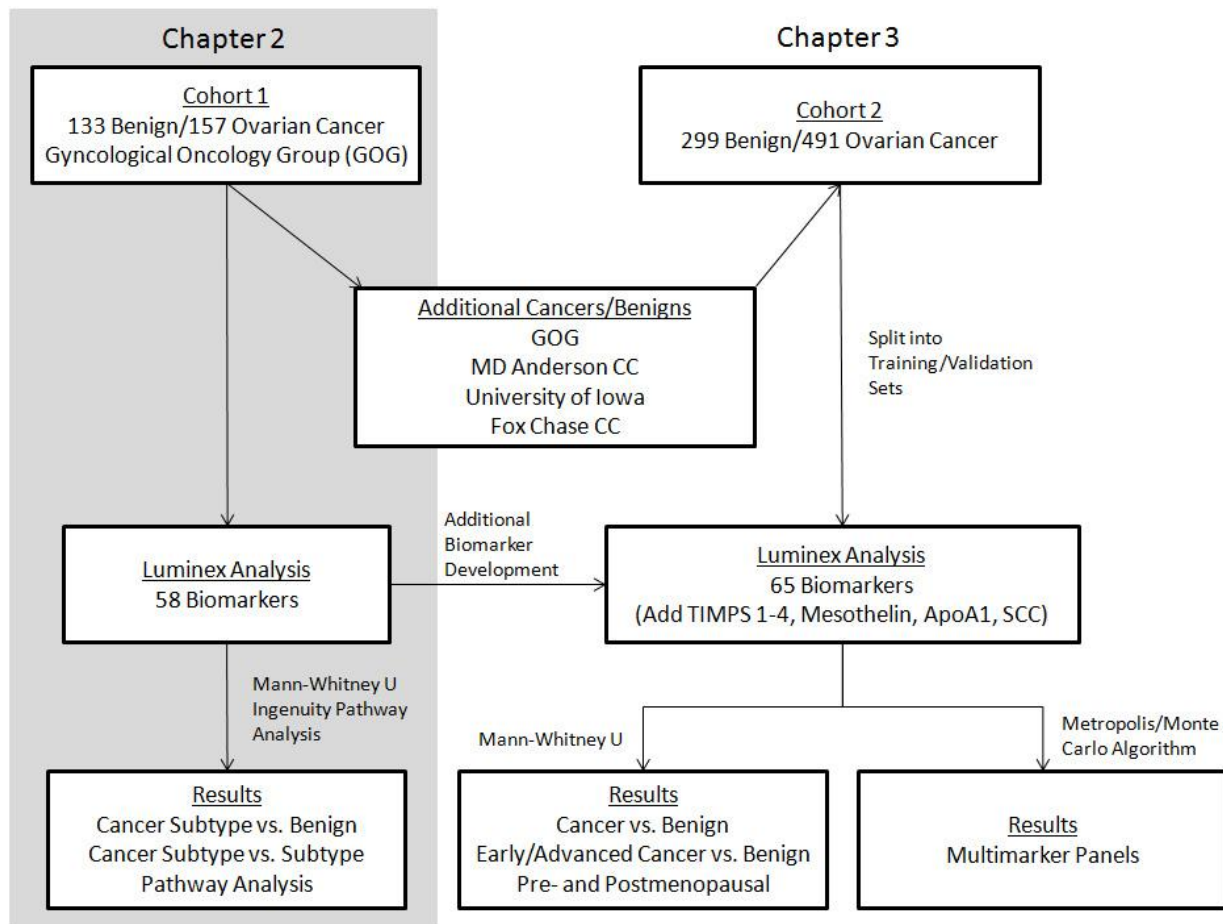 Chapter 2
Cohort 1
133 Benign/157 Ovarian Cancer
Gyncological Oncology Group (GOG)
Chapter 3
Cohort 2
299 Benign/491 Ovarian Cancer
Additional Cancers/Benigns
GOG
MD Anderson CC
University of Iowa
Fox Chase CC
Split into
Training/Validation
Sets
Luminex Analysis
58 Biomarkers
Additional
Biomarker
Development
Luminex Analysis
65 Biomarkers
(Add TIMPS 1-4, Mesothelin, ApoA1, SCC)
Mann-Whitney U
Ingenuity Pathway
Analysis
Mann-Whitney U
Metropolis/Monte
Carlo Algorithm
Results
Cancer Subtype vs. Benign
Cancer Subtype vs. Subtype
Pathway Analysis
Results
Cancer vs. Benign
Early/Advanced Cancer vs. Benign
Pre- and Postmenopausal
Results
Multimarker Panels